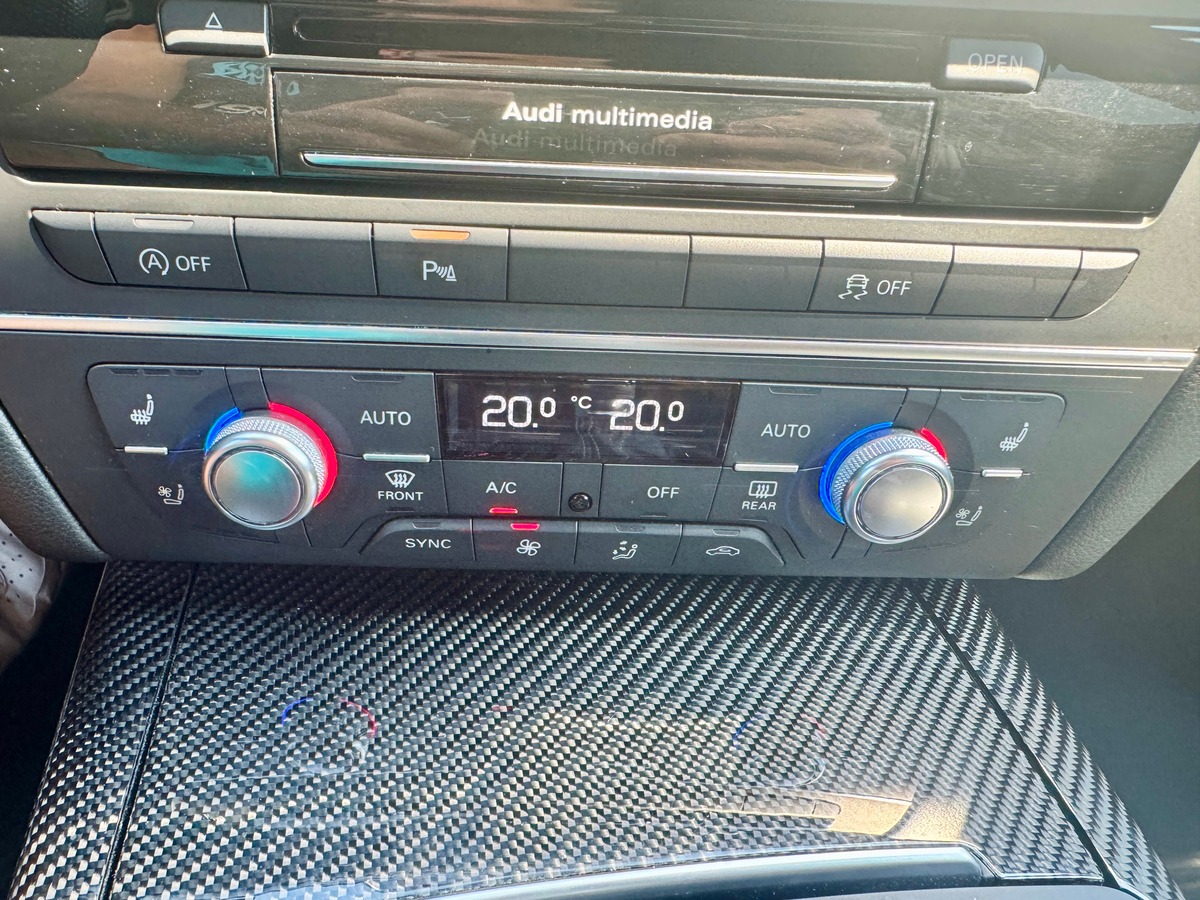 OPEN
Audi multimedia
A OFF
P
OFF
20.0 °C 20.0
AUTO
AUTO
FRONT
A/C
OFF
REAR
SYNC